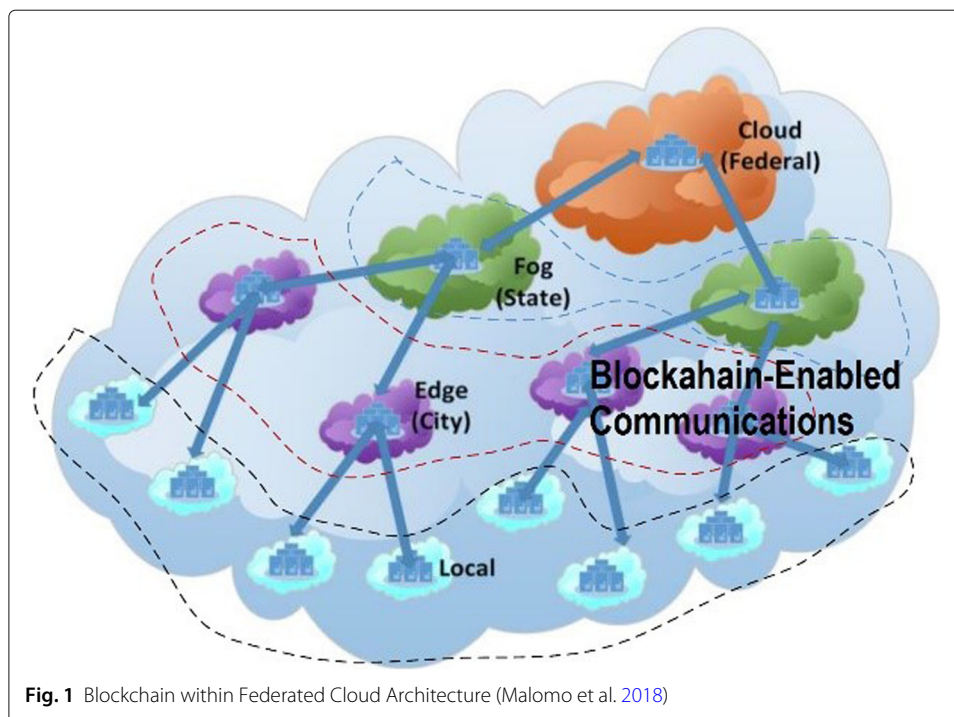 Cloud
(Federal)
Fog
(State)
Edge
(City)
Blockahain-Enabled
Communications
Local
Fig. 1 Blockchain within Federated Cloud Architecture (Malomo et al. 2018)